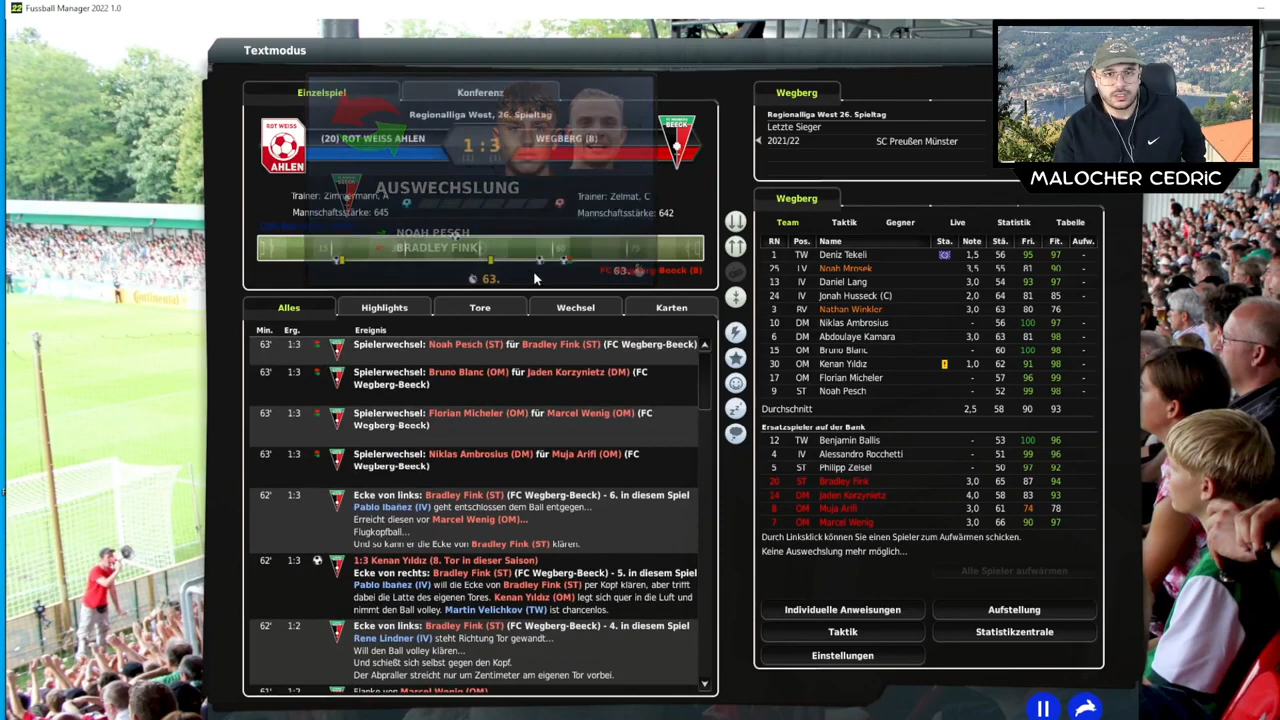 22 Fussball Manager 2022 1.0
Textmodus
Einzelspiel
Konferenz
Regionalliga West, 26. Spieltag
ROT WEISS
AHLEN
(20) ROT WEISS AHLEN
1 : 3
WEGBERG (8)
AUSWECHSLUNG
Mannschaftsstärke: 645
Trainer: Zelmat, C
Mannschaftsstärke: 642
NOAH PESCH
BRADLEY FINK
15
60
75
63.
63.
Alles
Highlights
Tore
Wechsel
Karten
Min.
Erg.
Ereignis
63'
1:3
Spielerwechsel: Noah Pesch (ST) für Bradley Fink (ST) (FC Wegberg-Beeck)
63'
1:3
Spielerwechsel: Bruno Blanc (OM) für Jaden Korzynietz (DM) (FC
Wegberg-Beeck)
63'
1:3
Spielerwechsel: Florian Micheler (OM) für Marcel Wenig (OM) (FC
Wegberg-Beeck)
63'
1:3
Spielerwechsel: Niklas Ambrosius (DM) für Muja Arifi (OM) (FC
Wegberg-Beeck)
62'
1:3
Ecke von links: Bradley Fink (ST) (FC Wegberg-Beeck) - 6. in diesem Spiel
Pablo Ibañez (IV) geht entschlossen dem Ball entgegen...
Erreicht diesen vor Marcel Wenig (OM)...
Flugkopfball...
Und so kann er die Ecke von Bradley Fink (ST) klären.
62'
1:3
1:3 Kenan Yıldız (8. Tor in dieser Saison)
Ecke von rechts: Bradley Fink (ST) (FC Wegberg-Beeck) - 5. in diesem Spiel
Pablo Ibañez (IV) will die Ecke von Bradley Fink (ST) per Kopf klären, aber trifft
dabei die Latte des eigenen Tores. Kenan Yıldız (OM) legt sich quer in die Luft und
nimmt den Ball volley. Martin Velichkov (TW) ist chancenlos.
62'
1:2
Ecke von links: Bradley Fink (ST) (FC Wegberg-Beeck) - 4. in diesem Spiel
Rene Lindner (IV) steht Richtung Tor gewandt...
Will den Ball volley klären...
Und schießt sich selbst gegen den Kopf.
Der Abpraller streicht nur um Zentimeter am eigenen Tor vorbei.
61'
1:2
Flanke von Marcel Wenig (OM)
Wegberg
Regionalliga West 26. Spieltag
Letzte Sieger
2021/22
SC Preußen Münster
MALOCHER CEDRIC
Wegberg
Team
Taktik
Gegner
Live
Statistik
Tabelle
RN Pos. Name Sta. Note Stä. Fri. Fit. Aufw.
1 TW Deniz Tekeli 1,5 56 95 97 -
25 LV Noah Mrosek 3,5 55 81 90 -
13 IV Daniel Lang 3,0 54 93 97 -
24 IV Jonah Husseck (C) 2,0 64 81 85 -
3 RV Nathan Winkler 3,0 63 80 76 -
10 DM Niklas Ambrosius - 56 100 97 -
6 DM Abdoulaye Kamara 3,0 63 81 98 -
15 OM Bruno Blanc - 60 100 98 -
30 OM Kenan Yıldız 1,0 62 91 98 -
17 OM Florian Micheler - 57 96 99 -
9 ST Noah Pesch - 52 99 98 -
Durchschnitt 2,5 58 90 93
Ersatzspieler auf der Bank
12 TW Benjamin Ballis - 53 100 96
4 IV Alessandro Rocchetti - 51 99 96
5 ST Philipp Zeisel - 50 97 92
20 ST Bradley Fink 3,0 65 87 94
14 DM Jaden Korzynietz 4,0 58 83 93
8 OM Muja Arifi 3,0 61 74 78
7 OM Marcel Wenig 3,0 66 90 97
Durch Linksklick können Sie einen Spieler zum Aufwärmen schicken.
Keine Auswechslung mehr möglich...
Alle Spieler aufwärmen
Individuelle Anweisungen
Aufstellung
Taktik
Statistikzentrale
Einstellungen
Continental